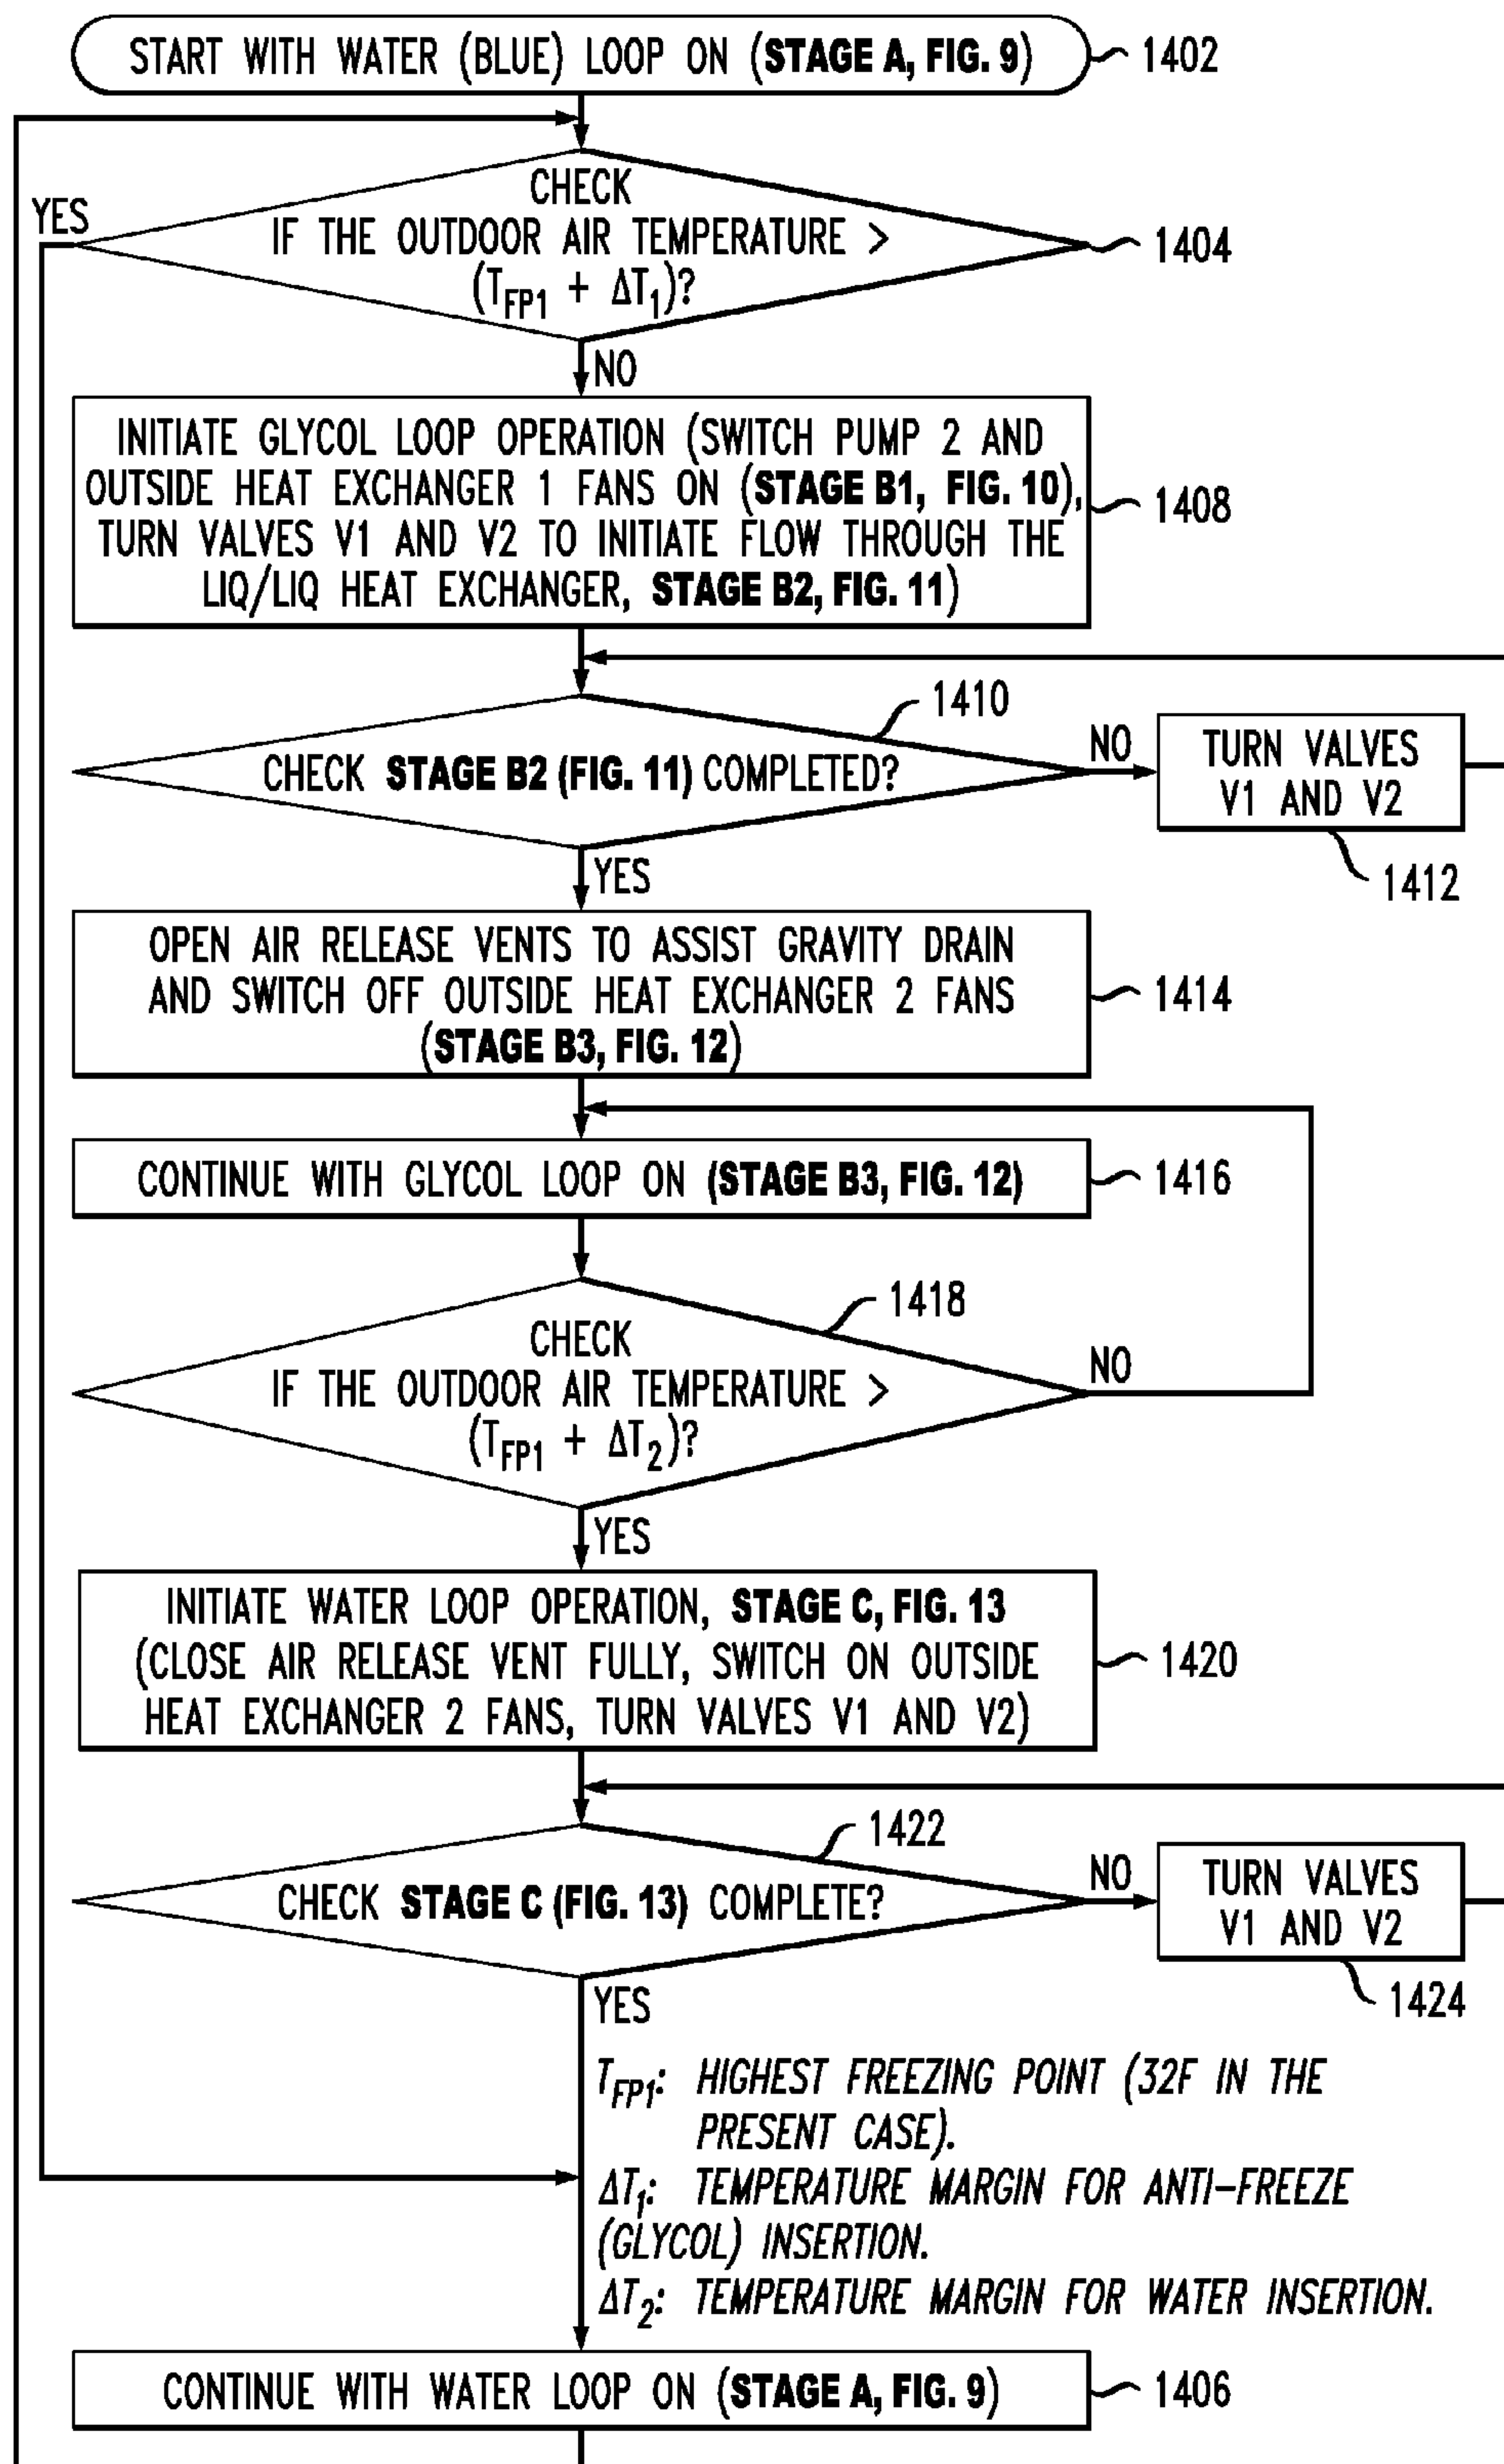 START WITH WATER (BLUE) LOOP ON (STAGE A, FIG. 9)
1402
CHECK
IF THE OUTDOOR AIR TEMPERATURE >
(TFP1 + ΔT1)?
YES
1404
NO
INITIATE GLYCOL LOOP OPERATION (SWITCH PUMP 2 AND
OUTSIDE HEAT EXCHANGER 1 FANS ON (STAGE B1, FIG. 10),
TURN VALVES V1 AND V2 TO INITIATE FLOW THROUGH THE
LIQ/LIQ HEAT EXCHANGER, STAGE B2, FIG. 11)
1408
1410
CHECK STAGE B2 (FIG. 11) COMPLETED?
NO
TURN VALVES
V1 AND V2
1412
YES
OPEN AIR RELEASE VENTS TO ASSIST GRAVITY DRAIN
AND SWITCH OFF OUTSIDE HEAT EXCHANGER 2 FANS
(STAGE B3, FIG. 12)
1414
CONTINUE WITH GLYCOL LOOP ON (STAGE B3, FIG. 12)
1416
1418
CHECK
IF THE OUTDOOR AIR TEMPERATURE >
(TFP1 + ΔT2)?
NO
YES
INITIATE WATER LOOP OPERATION, STAGE C, FIG. 13
(CLOSE AIR RELEASE VENT FULLY, SWITCH ON OUTSIDE
HEAT EXCHANGER 2 FANS, TURN VALVES V1 AND V2)
1420
1422
CHECK STAGE C (FIG. 13) COMPLETE?
NO
TURN VALVES
V1 AND V2
1424
YES
TFP1: HIGHEST FREEZING POINT (32F IN THE
PRESENT CASE).
ΔT1: TEMPERATURE MARGIN FOR ANTI-FREEZE
(GLYCOL) INSERTION.
ΔT2: TEMPERATURE MARGIN FOR WATER INSERTION.
CONTINUE WITH WATER LOOP ON (STAGE A, FIG. 9)
1406